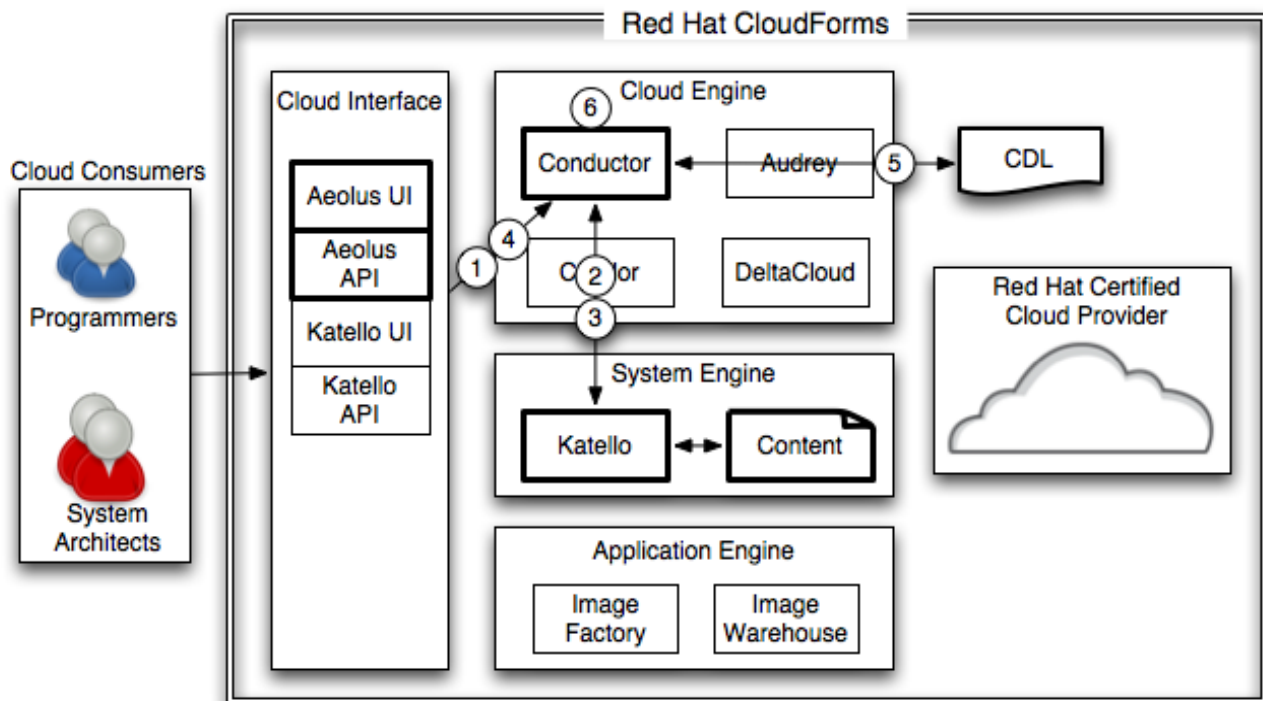 Red Hat CloudForms
Cloud Consumers
Programmers
System
Architects
Cloud Interface
Aeolus UI
Aeolus
API
Katello UI
Katello
API
Cloud Engine
6
Conductor
Audrey
5
CDL
1
4
2
3
DeltaCloud
System Engine
Katello
Content
Application Engine
Image
Factory
Image
Warehouse
Red Hat Certified
Cloud Provider